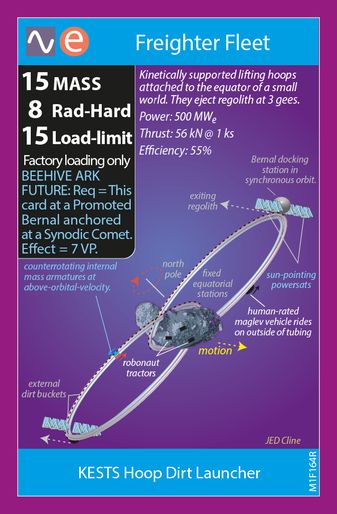 e
Freighter Fleet
15 MASS
8 Rad-Hard
15 Load-limit
Factory loading only
BEEHIVE ARK
FUTURE: Req = This
card at a Promoted
Bernal anchored
at a Synodic Comet.
Effect = 7 VP.
Kinetically supported lifting hoops
attached to the equator of a small
world. They eject regolith at 3 gees.
Power: 500 MWe
Thrust: 56 kN @ 1 ks
Efficiency: 55%
Bernal docking
station in
synchronous orbit.
exiting
regolith
counterrotating internal
mass armatures at
above-orbital-velocity.
north
pole
fixed
equatorial
stations
sun-pointing
powersats
human-rated
maglev vehicle rides
on outside of tubing
motion
robonaut
tractors
external
dirt buckets
JED Cline
KESTS Hoop Dirt Launcher
M1F164R